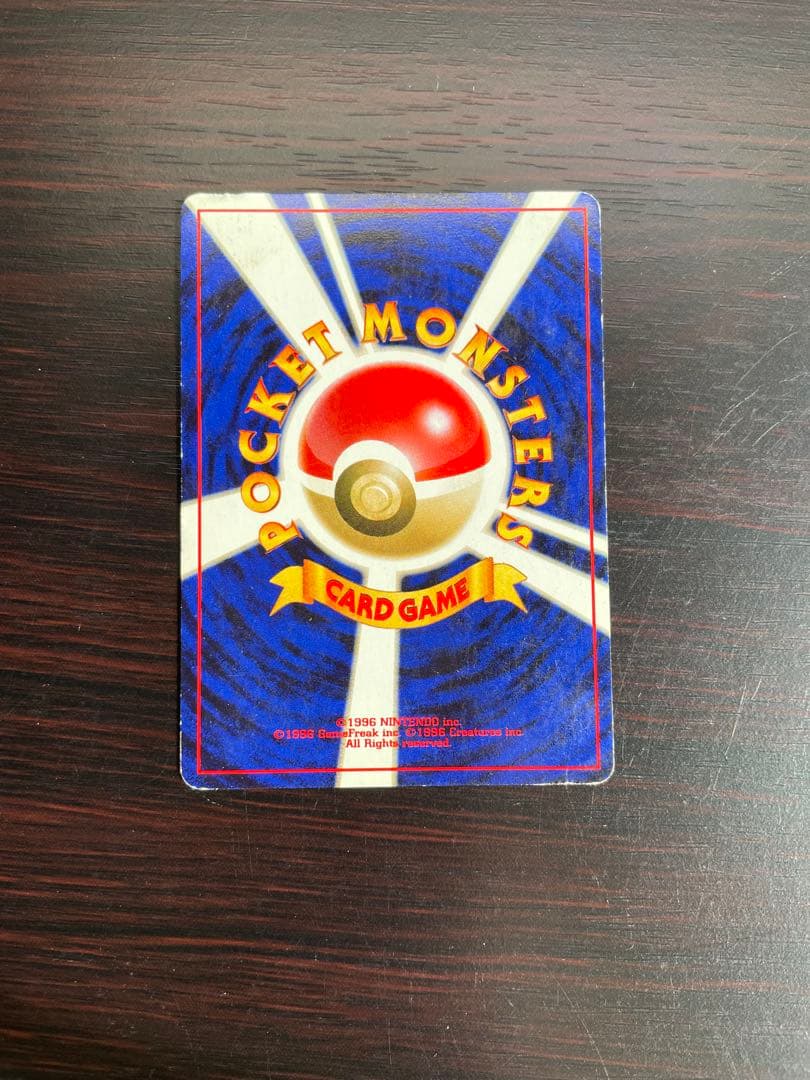 POCKET MONSTERS
CARD GAME
©1996 NINTENDO inc.
©1996 GameFreak inc. ©1996 Creatures inc.
All Rights reserved.